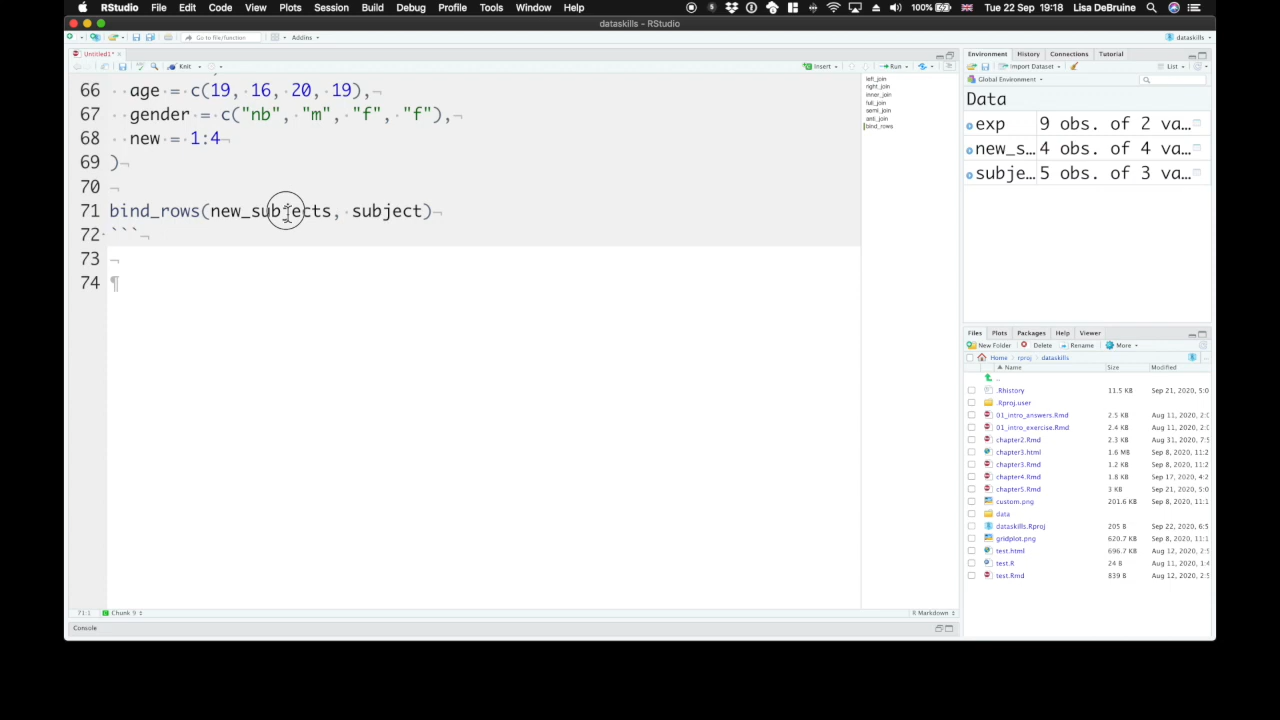 RStudio File Edit Code View Plots Session Build Debug Profile Tools Window Help 100% Tue 22 Sep 19:18 Lisa DeBruine
dataskills – RStudio
Go to file/function Addins dataskills
Untitled1*
Knit Insert Run
66 age = c(19, 16, 20, 19),
67 gender = c("nb", "m", "f", "f"),
68 new = 1:4
69 )
70
71 bind_rows(new_subjects, subject)
72 ```
73
74
left_join
right_join
inner_join
full_join
semi_join
anti_join
bind_rows
71:1 Chunk 9 R Markdown
Console
Environment History Connections Tutorial
Import Dataset List
Global Environment
Data
exp 9 obs. of 2 va...
new_s... 4 obs. of 4 va...
subje... 5 obs. of 3 va...
Files Plots Packages Help Viewer
New Folder Delete Rename More
Home rproj dataskills
Name Size Modified
..
.Rhistory 11.5 KB Sep 21, 2020, 5:0
.Rproj.user
01_intro_answers.Rmd 2.5 KB Aug 11, 2020, 2:0
01_intro_exercise.Rmd 2.4 KB Aug 11, 2020, 2:0
chapter2.Rmd 2.3 KB Aug 31, 2020, 7:5
chapter3.html 1.6 MB Sep 8, 2020, 11:2
chapter3.Rmd 1.2 KB Sep 8, 2020, 11:2
chapter4.Rmd 1.8 KB Sep 17, 2020, 4:2
chapter5.Rmd 3 KB Sep 21, 2020, 5:0
custom.png 201.6 KB Sep 8, 2020, 11:1
data
dataskills.Rproj 205 B Sep 22, 2020, 6:5
gridplot.png 620.7 KB Sep 8, 2020, 11:1
test.html 696.7 KB Aug 12, 2020, 2:5
test.R 24 B Aug 11, 2020, 1:4
test.Rmd 839 B Aug 12, 2020, 2:5